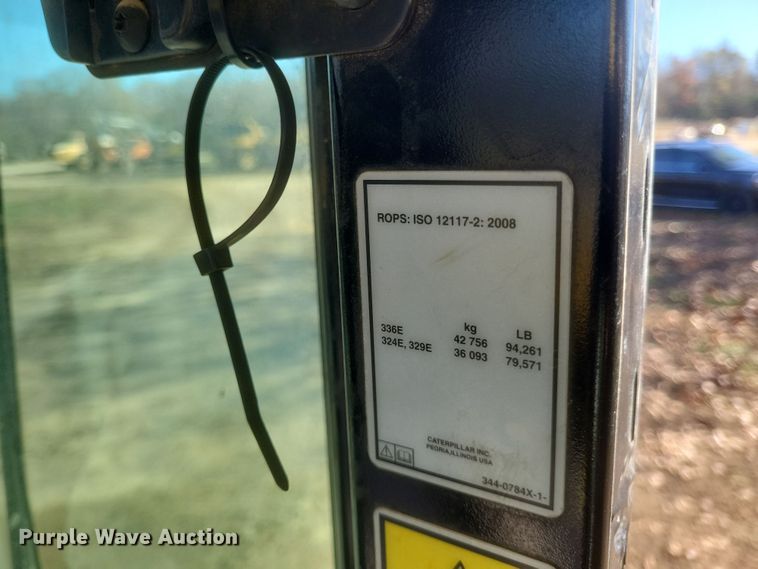 ROPS: ISO 12117-2: 2008
kg LB
336E 42 756 94,261
324E, 329E 36 093 79,571
CATERPILLAR INC.
PEORIA,ILLINOIS USA
344-0784X-1-
Purple Wave Auction